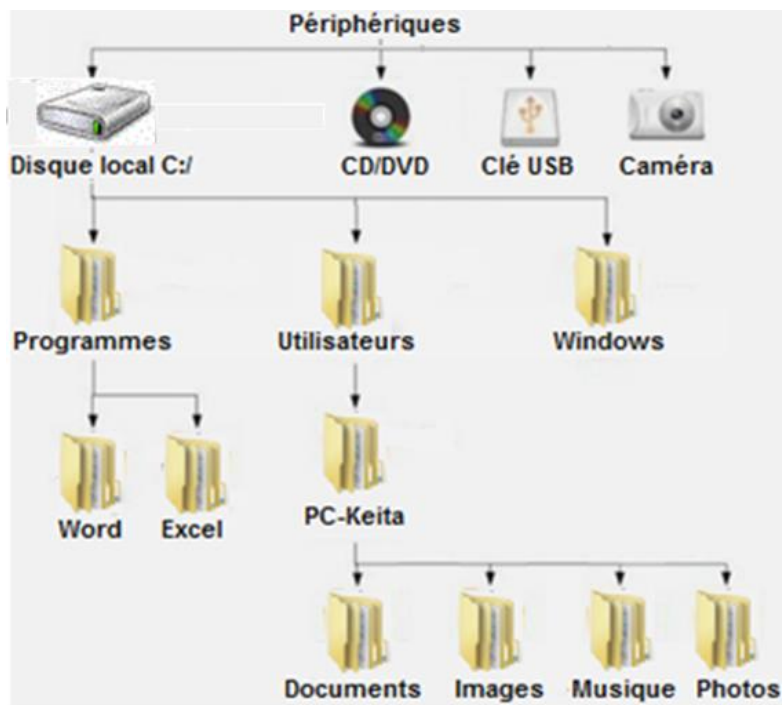 Périphériques
Disque local C:/ CD/DVD Clé USB Caméra
Programmes Utilisateurs Windows
Word Excel PC-Keita
Documents Images Musique Photos